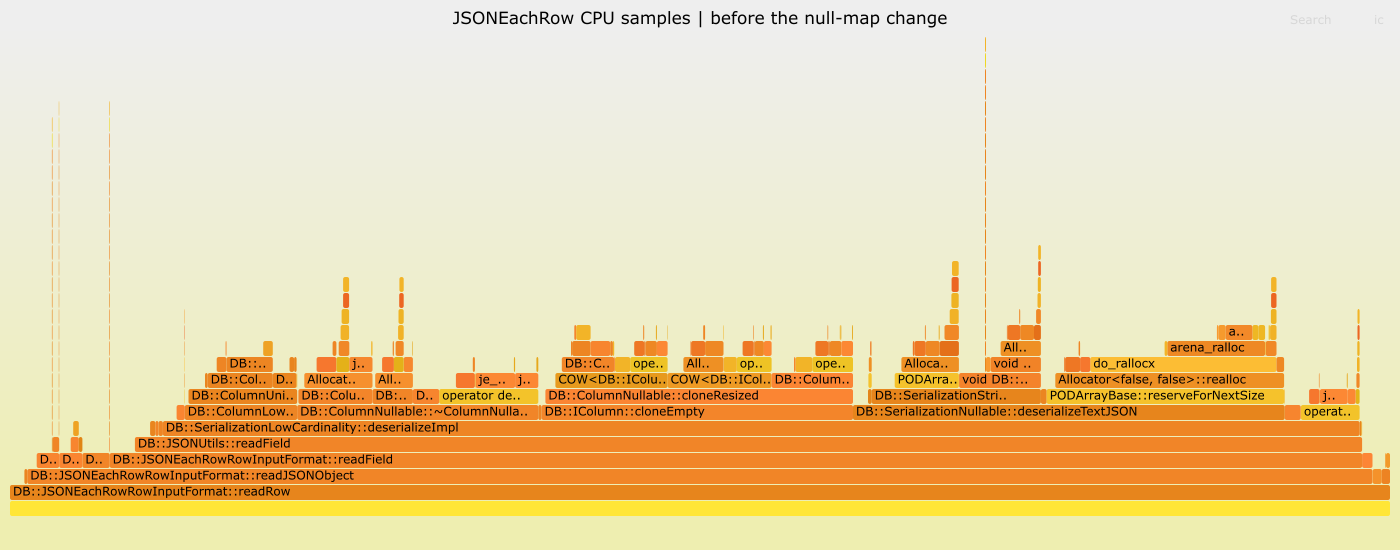 JSONEachRow CPU samples | before the null-map change
Search ic
a..
DB::.. j.. All.. arena_ralloc
DB::C.. ope.. All.. op.. ope.. Alloca.. void .. do_rallocx
DB::Col.. D.. Allocat.. All.. je_.. j.. COW<DB::IColu.. COW<DB::ICol.. DB::Colum.. PODArra.. void DB::.. Allocator<false, false>::realloc
DB::ColumnUni.. DB::Colu.. DB::.. D.. operator de.. DB::ColumnNullable::cloneResized DB::SerializationStri.. PODArrayBase::reserveForNextSize j..
DB::ColumnLow.. DB::ColumnNullable::~ColumnNulla.. DB::IColumn::cloneEmpty DB::SerializationNullable::deserializeTextJSON operat..
DB::SerializationLowCardinality::deserializeImpl
DB::JSONUtils::readField
D.. D.. D.. DB::JSONEachRowRowInputFormat::readField
DB::JSONEachRowRowInputFormat::readJSONObject
DB::JSONEachRowRowInputFormat::readRow